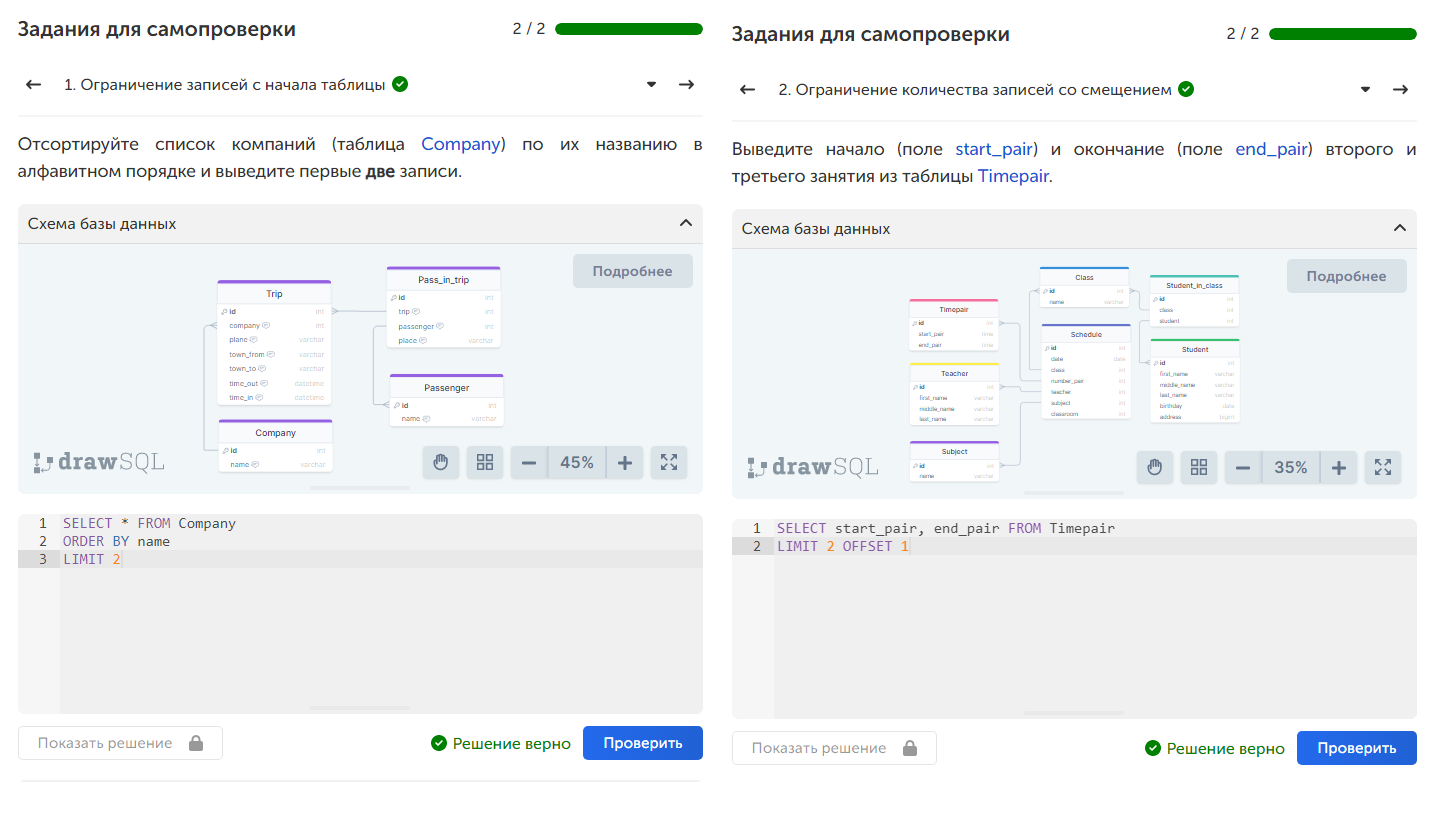 Задания для самопроверки
2 / 2
1. Ограничение записей с начала таблицы
Отсортируйте список компаний (таблица Company) по их названию в
алфавитном порядке и выведите первые две записи.
Схема базы данных
Подробнее
Trip
id int
company int
plane varchar
town_from varchar
town_to varchar
time_out datetime
time_in datetime
Company
id int
name varchar
Pass_in_trip
id int
trip int
passenger int
place varchar
Passenger
id int
name varchar
drawSQL
45%
1 SELECT * FROM Company
2 ORDER BY name
3 LIMIT 2
Показать решение
Решение верно
Проверить
Задания для самопроверки
2 / 2
2. Ограничение количества записей со смещением
Выведите начало (поле start_pair) и окончание (поле end_pair) второго и
третьего занятия из таблицы Timepair.
Схема базы данных
Подробнее
Timepair
id int
start_pair time
end_pair time
Teacher
id int
first_name varchar
middle_name varchar
last_name varchar
Subject
id int
name varchar
Class
id int
name varchar
Schedule
id int
date date
class int
number_pair int
teacher int
subject int
classroom int
Student_in_class
id int
class int
student int
Student
id int
first_name varchar
middle_name varchar
last_name varchar
birthday date
address bigint
drawSQL
35%
1 SELECT start_pair, end_pair FROM Timepair
2 LIMIT 2 OFFSET 1
Показать решение
Решение верно
Проверить